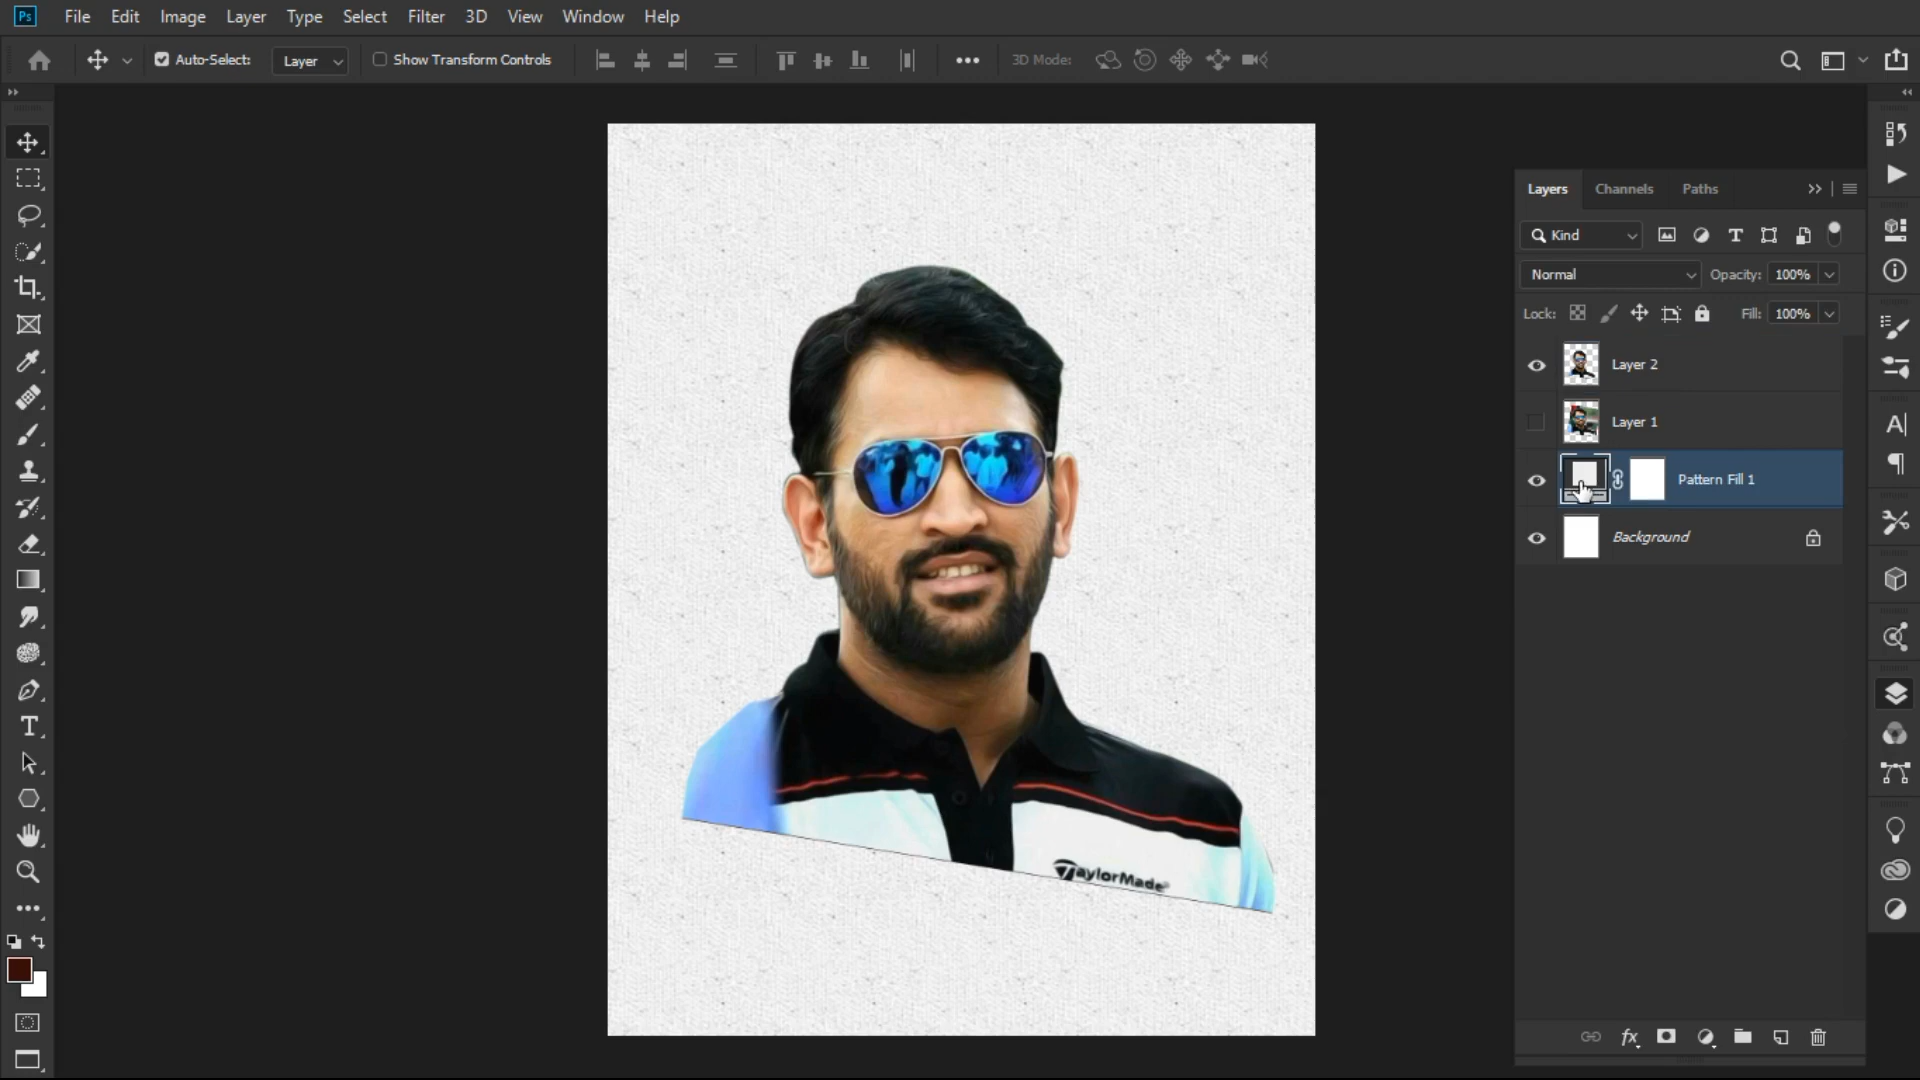 Ps File Edit Image Layer Type Select Filter 3D View Window Help
Auto-Select: Layer Show Transform Controls 3D Mode:
Layers Channels Paths
Kind
Normal Opacity: 100%
Lock: Fill: 100%
Layer 2
Layer 1
Pattern Fill 1
Background
TaylorMade
fx